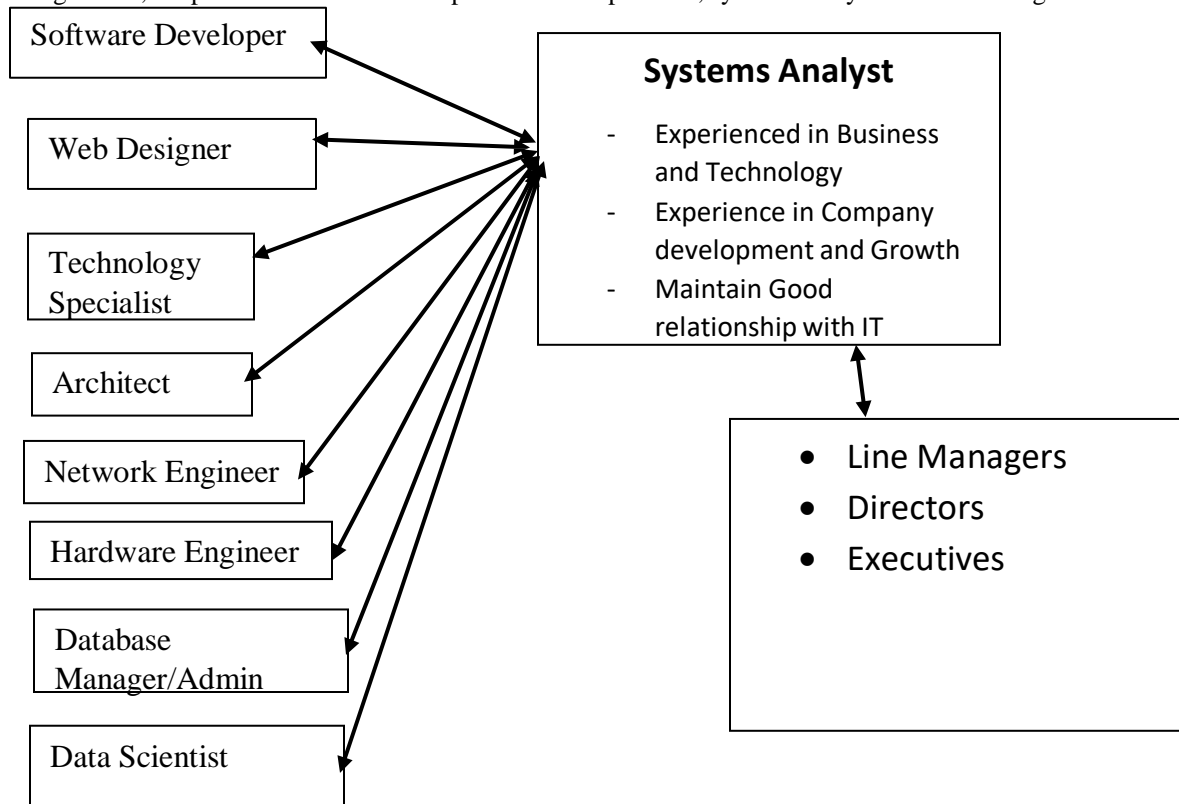 Software Developer
Web Designer
Technology
Specialist
Architect
Network Engineer
Hardware Engineer
Database
Manager/Admin
Data Scientist
Systems Analyst
- Experienced in Business
and Technology
- Experience in Company
development and Growth
- Maintain Good
relationship with IT
• Line Managers
• Directors
• Executives